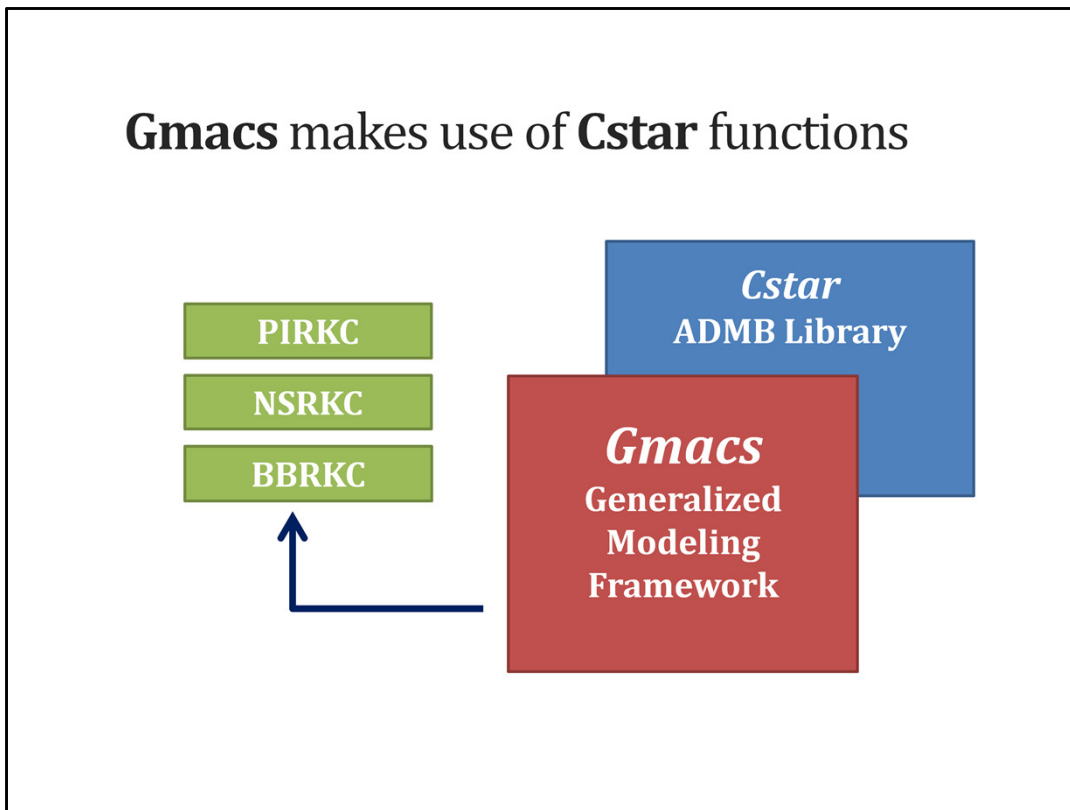 Gmacs makes use of Cstar functions
PIRKC
NSRKC
BBRKC
Cstar
ADMB Library
Gmacs
Generalized
Modeling
Framework